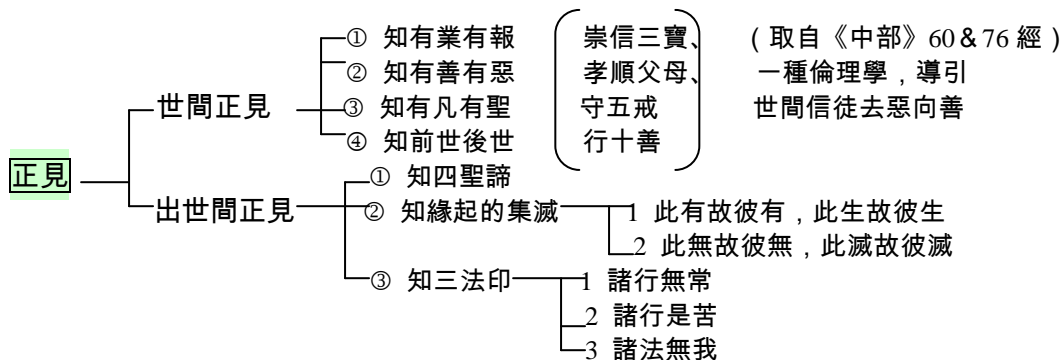 ① 知有業有報 崇信三寶、 (取自《中部》60＆76 經)
② 知有善有惡 孝順父母、 一種倫理學，導引
世間正見 ③ 知有凡有聖 守五戒 世間信徒去惡向善
④ 知前世後世 行十善
正見
① 知四聖諦
出世間正見 ② 知緣起的集滅 1 此有故彼有，此生故彼生
2 此無故彼無，此滅故彼滅
③ 知三法印 1 諸行無常
2 諸行是苦
3 諸法無我